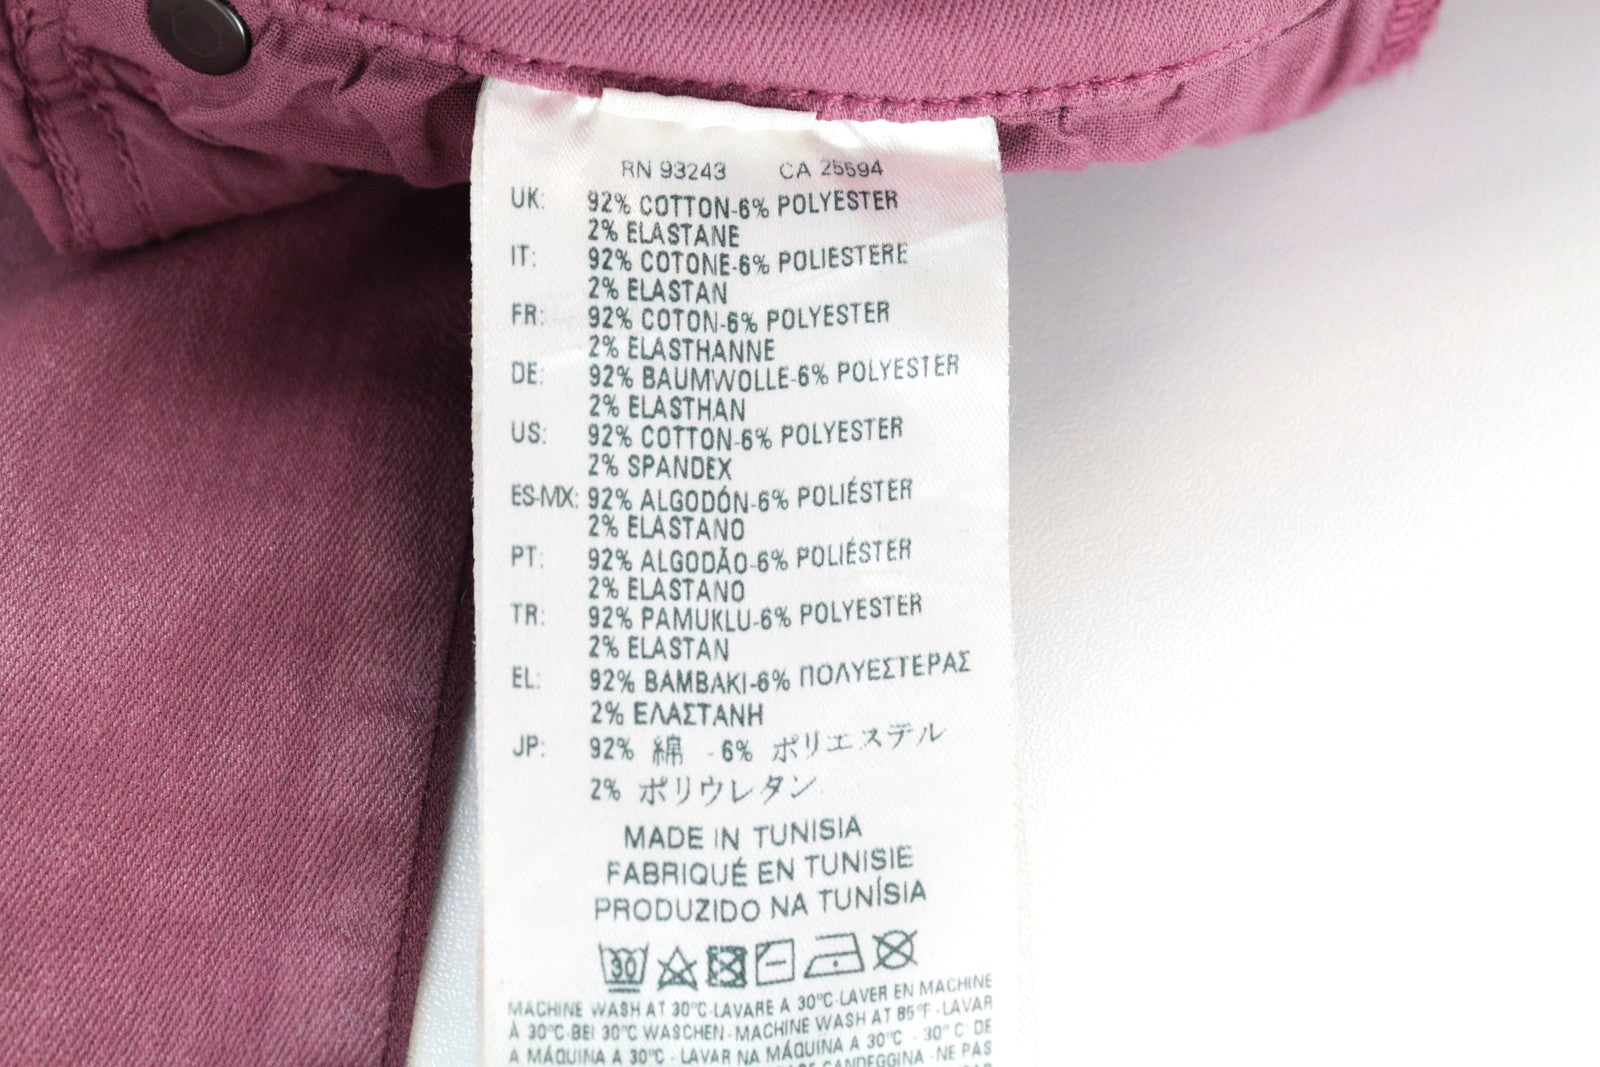 RN 93243 CA 25594
UK: 92% COTTON-6% POLYESTER
2% ELASTANE
IT: 92% COTONE-6% POLIESTERE
2% ELASTAN
FR: 92% COTON-6% POLYESTER
2% ELASTHANNE
DE: 92% BAUMWOLLE-6% POLYESTER
2% ELASTHAN
US: 92% COTTON-6% POLYESTER
2% SPANDEX
ES-MX: 92% ALGODÓN-6% POLIÉSTER
2% ELASTANO
PT: 92% ALGODÃO-6% POLIÉSTER
2% ELASTANO
TR: 92% PAMUKLU-6% POLYESTER
2% ELASTAN
EL: 92% ΒΑΜΒΑΚΙ-6% ΠΟΛΥΕΣΤΕΡΑΣ
2% ΕΛΑΣΤΑΝΗ
JP: 92% 綿 - 6% ポリエステル
2% ポリウレタン
MADE IN TUNISIA
FABRIQUÉ EN TUNISIE
PRODUZIDO NA TUNÍSIA
30
MACHINE WASH AT 30°C-LAVARE A 30°C-LAVER EN MACHINE
À 30°C-BEI 30°C WASCHEN - MACHINE WASH AT 85°F - LAVAR
A MÁQUINA A 30°C - LAVAR NA MÁQUINA A 30°C - 30° C DE
CANDEGGINA - NE PAS